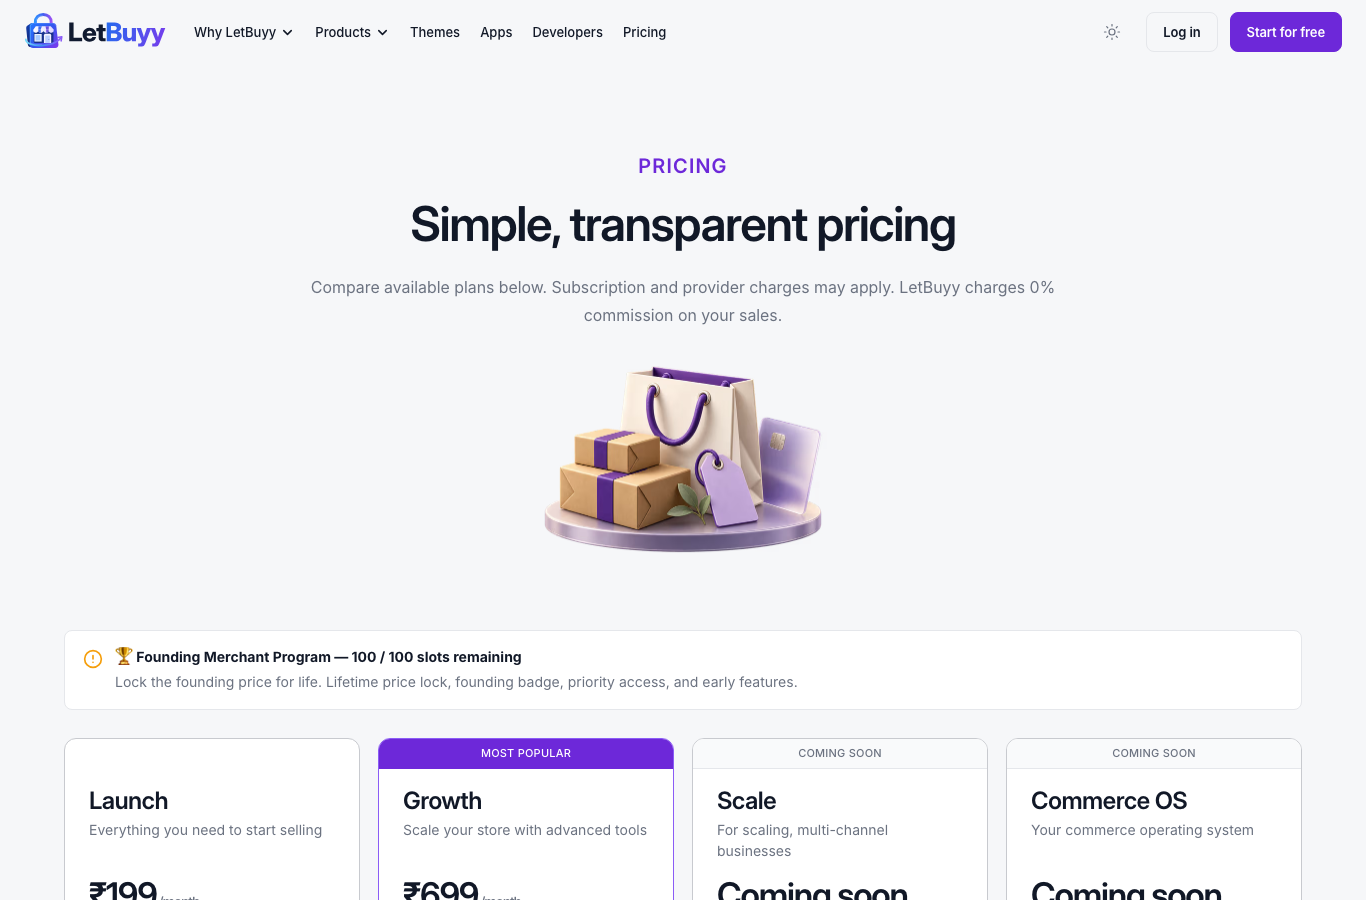 LetBuyy
Why LetBuyy
Products
Themes
Apps
Developers
Pricing
Log in
Start for free
PRICING
Simple, transparent pricing
Compare available plans below. Subscription and provider charges may apply. LetBuyy charges 0%
commission on your sales.
🏆 Founding Merchant Program — 100 / 100 slots remaining
Lock the founding price for life. Lifetime price lock, founding badge, priority access, and early features.
Launch
Everything you need to start selling
₹199 /month
MOST POPULAR
Growth
Scale your store with advanced tools
₹699 /month
COMING SOON
Scale
For scaling, multi-channel
businesses
Coming soon
COMING SOON
Commerce OS
Your commerce operating system
Coming soon